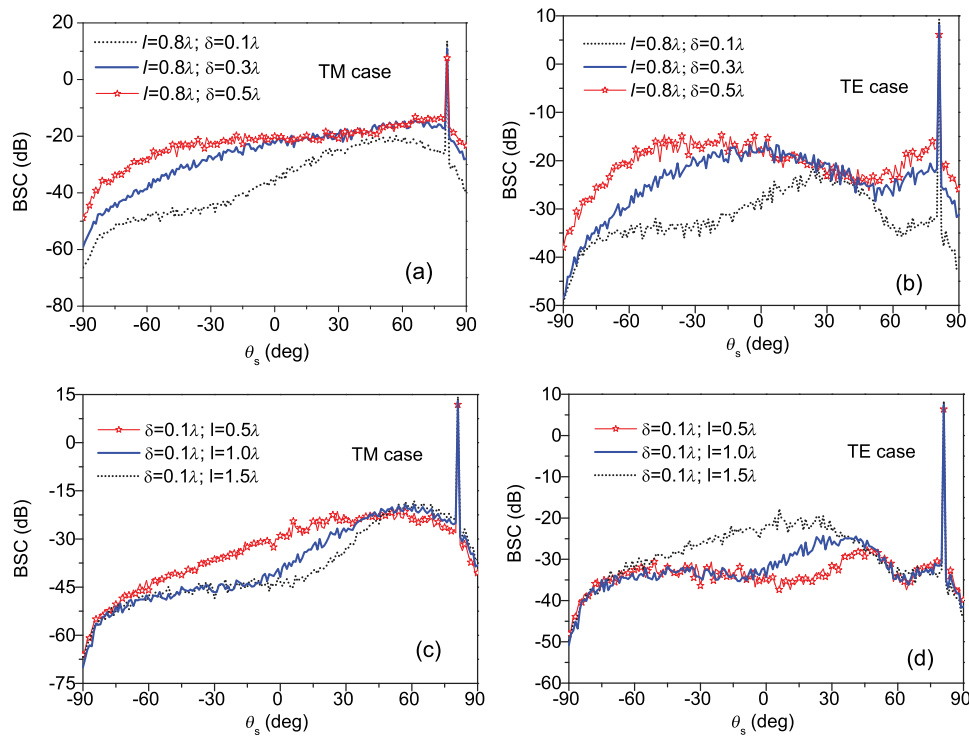 20
0
-20
-40
-60
-80
BSC (dB)
l=0.8λ; δ=0.1λ
l=0.8λ; δ=0.3λ
l=0.8λ; δ=0.5λ
TM case
(a)
-90 -60 -30 0 30 60 90
θs (deg)
10
0
-10
-20
-30
-40
-50
BSC (dB)
l=0.8λ; δ=0.1λ
l=0.8λ; δ=0.3λ
l=0.8λ; δ=0.5λ
TE case
(b)
-90 -60 -30 0 30 60 90
θs (deg)
15
0
-15
-30
-45
-60
-75
BSC (dB)
δ=0.1λ; l=0.5λ
δ=0.1λ; l=1.0λ
δ=0.1λ; l=1.5λ
TM case
(c)
-90 -60 -30 0 30 60 90
θs (deg)
10
0
-10
-20
-30
-40
-50
-60
BSC (dB)
δ=0.1λ; l=0.5λ
δ=0.1λ; l=1.0λ
δ=0.1λ; l=1.5λ
TE case
(d)
-90 -60 -30 0 30 60 90
θs (deg)